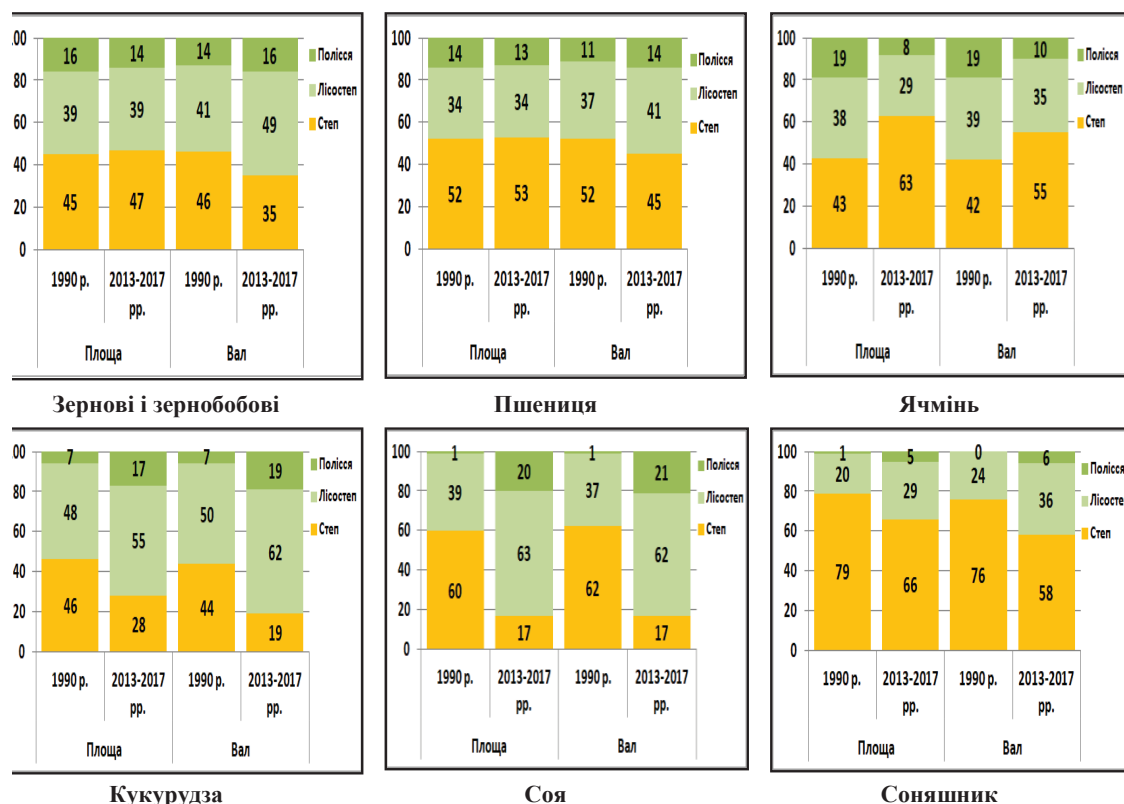 100
80
60
40
20
0
16
14
14
16
39
39
41
49
45
47
46
35
Полісся
Лісостеп
Степ
1990 р.
2013-2017 рр.
1990 р.
2013-2017 рр.
Площа
Вал
Зернові і зернобобові
100
80
60
40
20
0
14
13
11
14
34
34
37
41
52
53
52
45
Полісся
Лісостеп
Степ
1990 р.
2013-2017 рр.
1990 р.
2013-2017 рр.
Площа
Вал
Пшениця
100
80
60
40
20
0
19
8
19
10
38
29
39
35
43
63
42
55
Полісся
Лісостеп
Степ
1990 р.
2013-2017 рр.
1990 р.
2013-2017 рр.
Площа
Вал
Ячмінь
100
80
60
40
20
0
7
17
7
19
48
55
50
62
46
28
44
19
Полісся
Лісостеп
Степ
1990 р.
2013-2017 рр.
1990 р.
2013-2017 рр.
Площа
Вал
Кукурудза
100
80
60
40
20
0
1
20
1
21
39
63
37
62
60
17
62
17
Полісся
Лісостеп
Степ
1990 р.
2013-2017 рр.
1990 р.
2013-2017 рр.
Площа
Вал
Соя
100
80
60
40
20
0
1
5
0
6
20
29
24
36
79
66
76
58
Полісся
Лісостеп
Степ
1990 р.
2013-2017 рр.
1990 р.
2013-2017 рр.
Площа
Вал
Соняшник